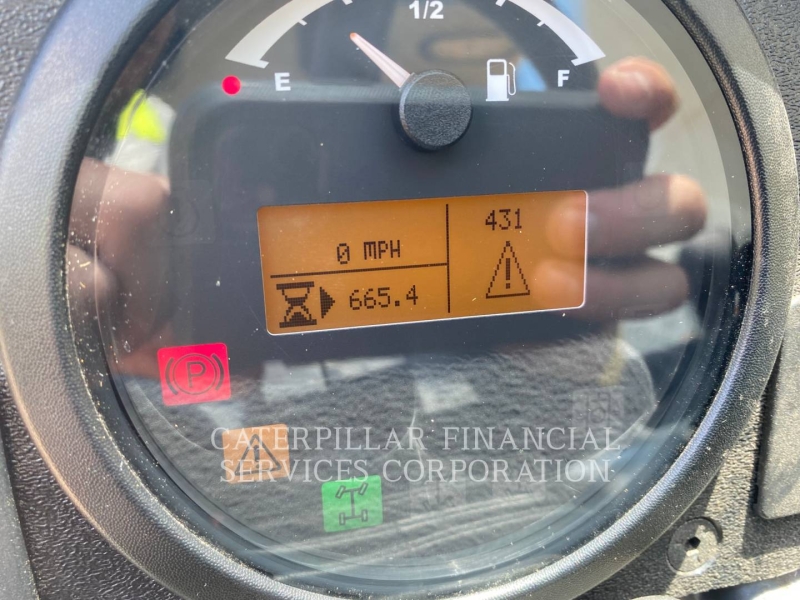 1/2
E
F
431
0 MPH
665.4
P
CATERPILLAR FINANCIAL
SERVICES CORPORATION